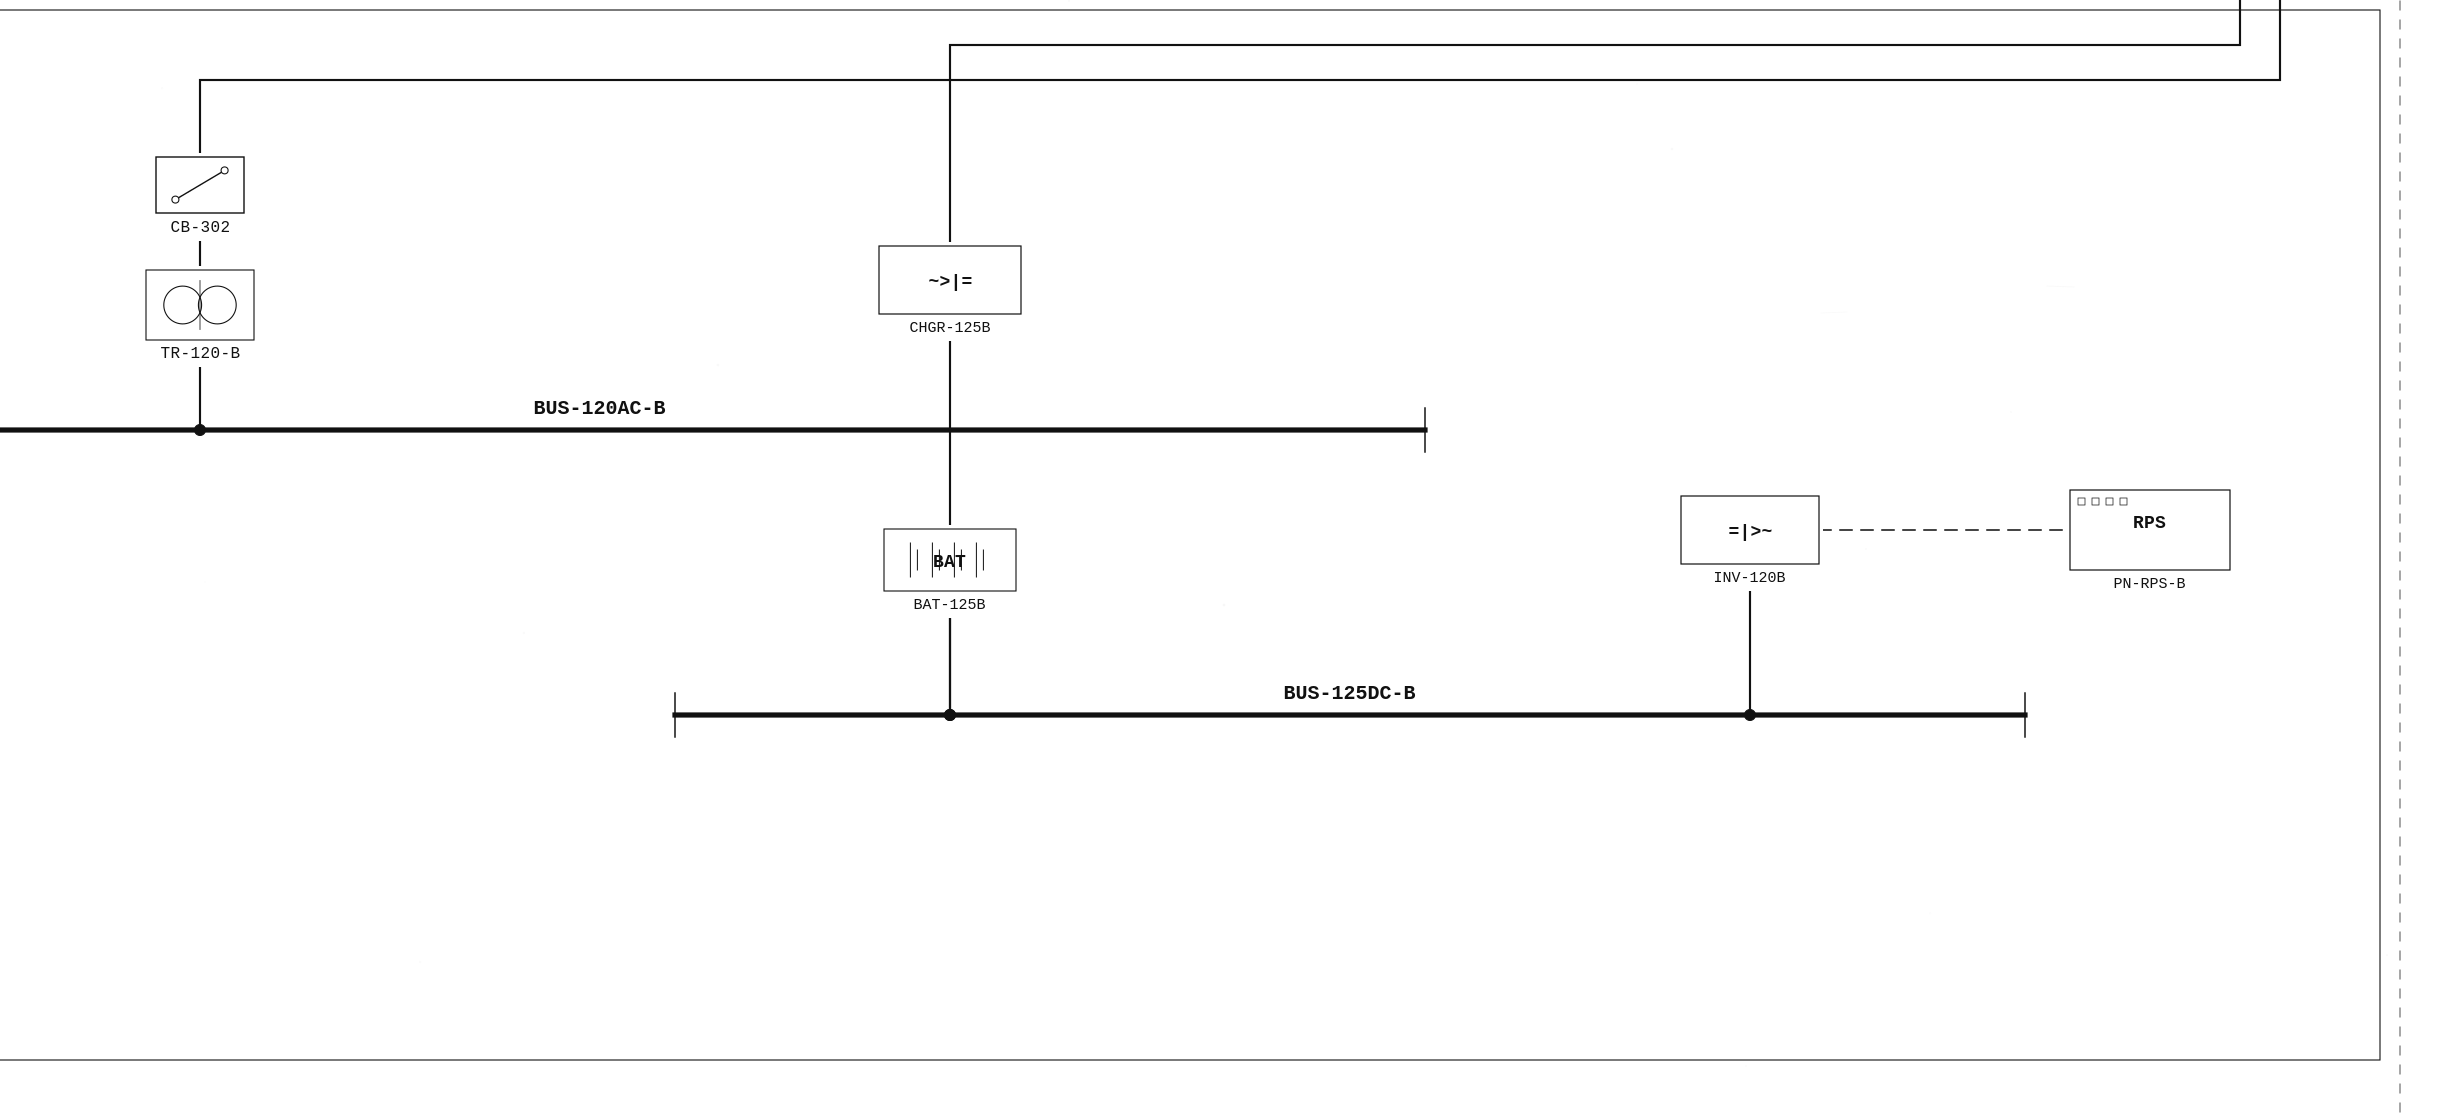 CB-302
TR-120-B
~>|=
CHGR-125B
BUS-120AC-B
BAT
BAT-125B
=|>~
INV-120B
RPS
PN-RPS-B
BUS-125DC-B